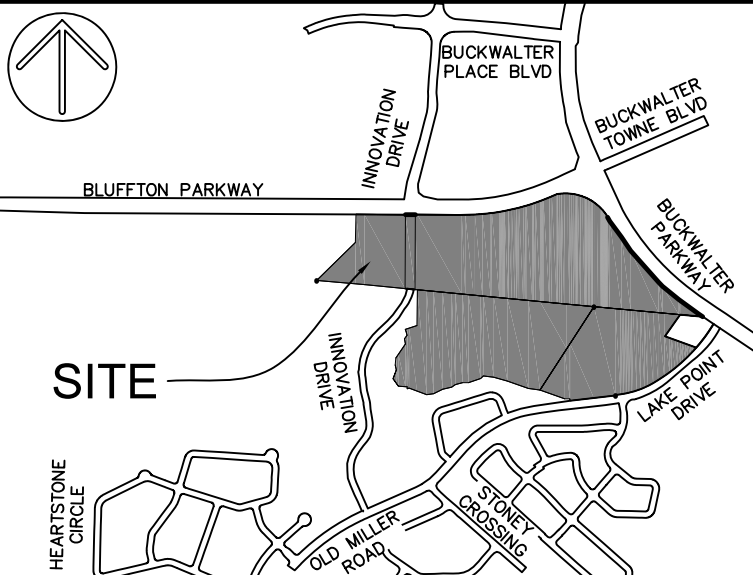 BUCKWALTER
PLACE BLVD
BUCKWALTER
TOWNE BLVD
INNOVATION
DRIVE
BLUFFTON PARKWAY
BUCKWALTER
PARKWAY
SITE
INNOVATION
DRIVE
LAKE POINT
DRIVE
HEARTSTONE
CIRCLE
OLD MILLER
ROAD
STONEY
CROSSING